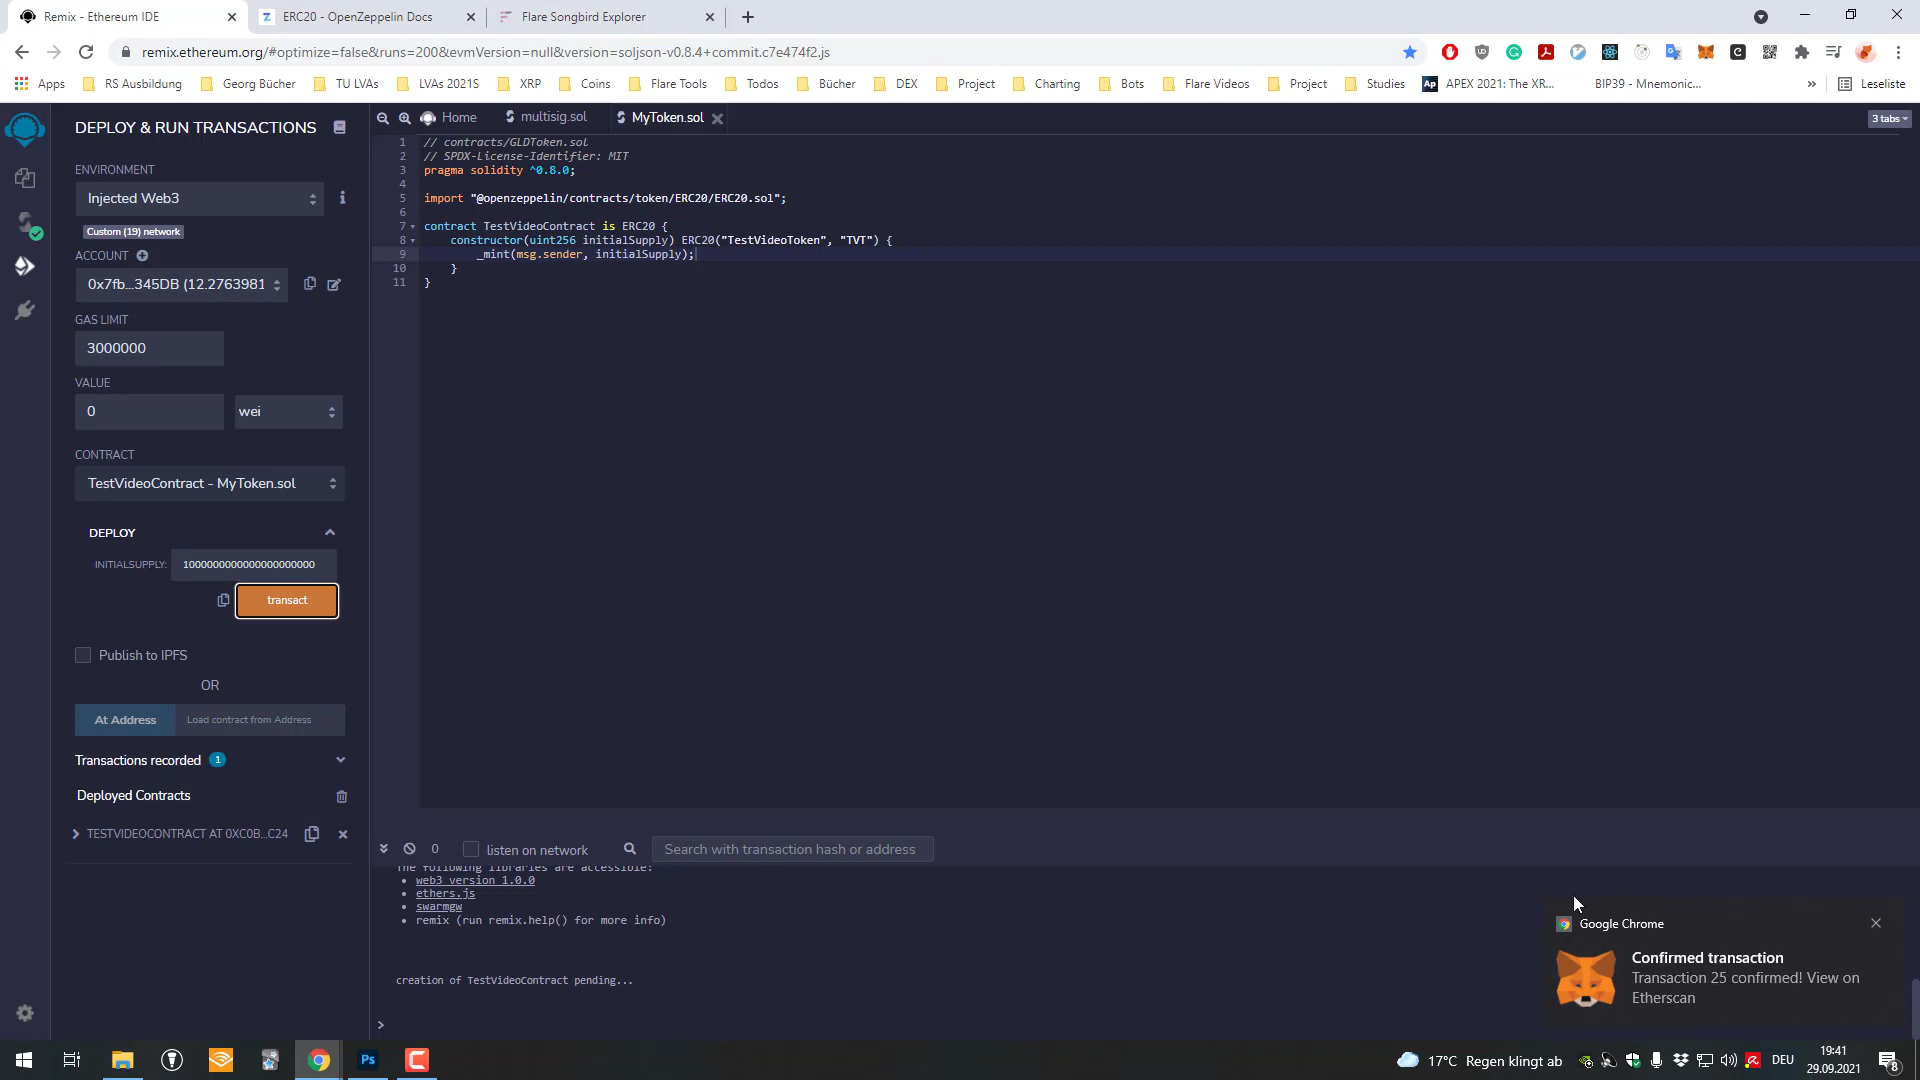 Remix - Ethereum IDE
ERC20 - OpenZeppelin Docs
Flare Songbird Explorer
remix.ethereum.org/#optimize=false&runs=200&evmVersion=null&version=soljson-v0.8.4+commit.c7e474f2.js
Apps
RS Ausbildung
Georg Bücher
TU LVAs
LVAs 2021S
XRP
Coins
Flare Tools
Todos
Bücher
DEX
Project
Charting
Bots
Flare Videos
Project
Studies
Ap
APEX 2021: The XR...
BIP39 - Mnemonic...
»
Leseliste
DEPLOY & RUN TRANSACTIONS
ENVIRONMENT
Injected Web3
Custom (19) network
ACCOUNT
0x7fb...345DB (12.2763981
GAS LIMIT
3000000
VALUE
0
wei
CONTRACT
TestVideoContract - MyToken.sol
DEPLOY
INITIALSUPPLY:
transact
Publish to IPFS
OR
At Address
Load contract from Address
Transactions recorded 1
Deployed Contracts
TESTVIDEOCONTRACT AT 0XC0B...C24
Home
multisig.sol
MyToken.sol
3 tabs
1 // contracts/GLDToken.sol
2 // SPDX-License-Identifier: MIT
3 pragma solidity ^0.8.0;
4
5 import "@openzeppelin/contracts/token/ERC20/ERC20.sol";
6
7 contract TestVideoContract is ERC20 {
8 constructor(uint256 initialSupply) ERC20("TestVideoToken", "TVT") {
9 _mint(msg.sender, initialSupply);
10 }
11 }
0
listen on network
Search with transaction hash or address
The following libraries are accessible:
• web3 version 1.0.0
• ethers.js
• swarmgw
• remix (run remix.help() for more info)
creation of TestVideoContract pending...
>
Google Chrome
Confirmed transaction
Transaction 25 confirmed! View on
Etherscan
Ps
17°C Regen klingt ab
DEU
19:41
29.09.2021
8